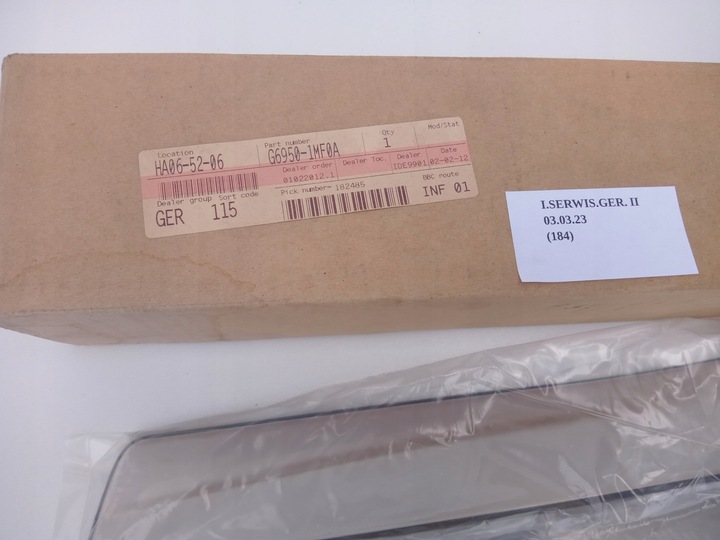 Location
HA06-52-06
Part number
G6950-1MF0A
Qty
1
Mod/Stat
Dealer order
01022012.1
Dealer loc.
Dealer
IDE9901
Date
02-02-12
Dealer group Sort code
GER 115
Pick number- 182485
BBC route
INF 01
I.SERWIS.GER. II
03.03.23
(184)